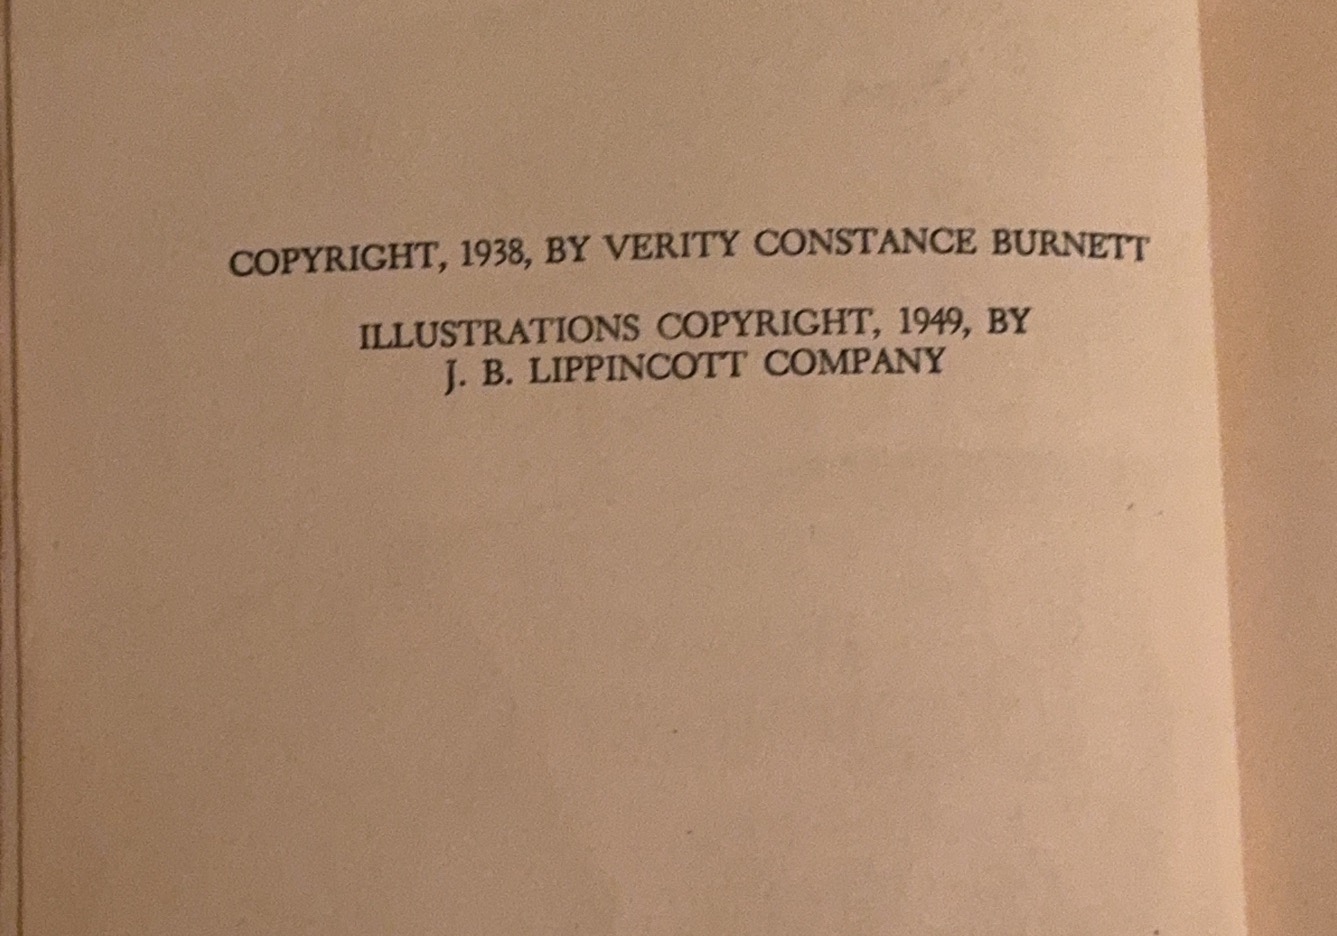 COPYRIGHT, 1938, BY VERITY CONSTANCE BURNETT
ILLUSTRATIONS COPYRIGHT, 1949, BY
J. B. LIPPINCOTT COMPANY